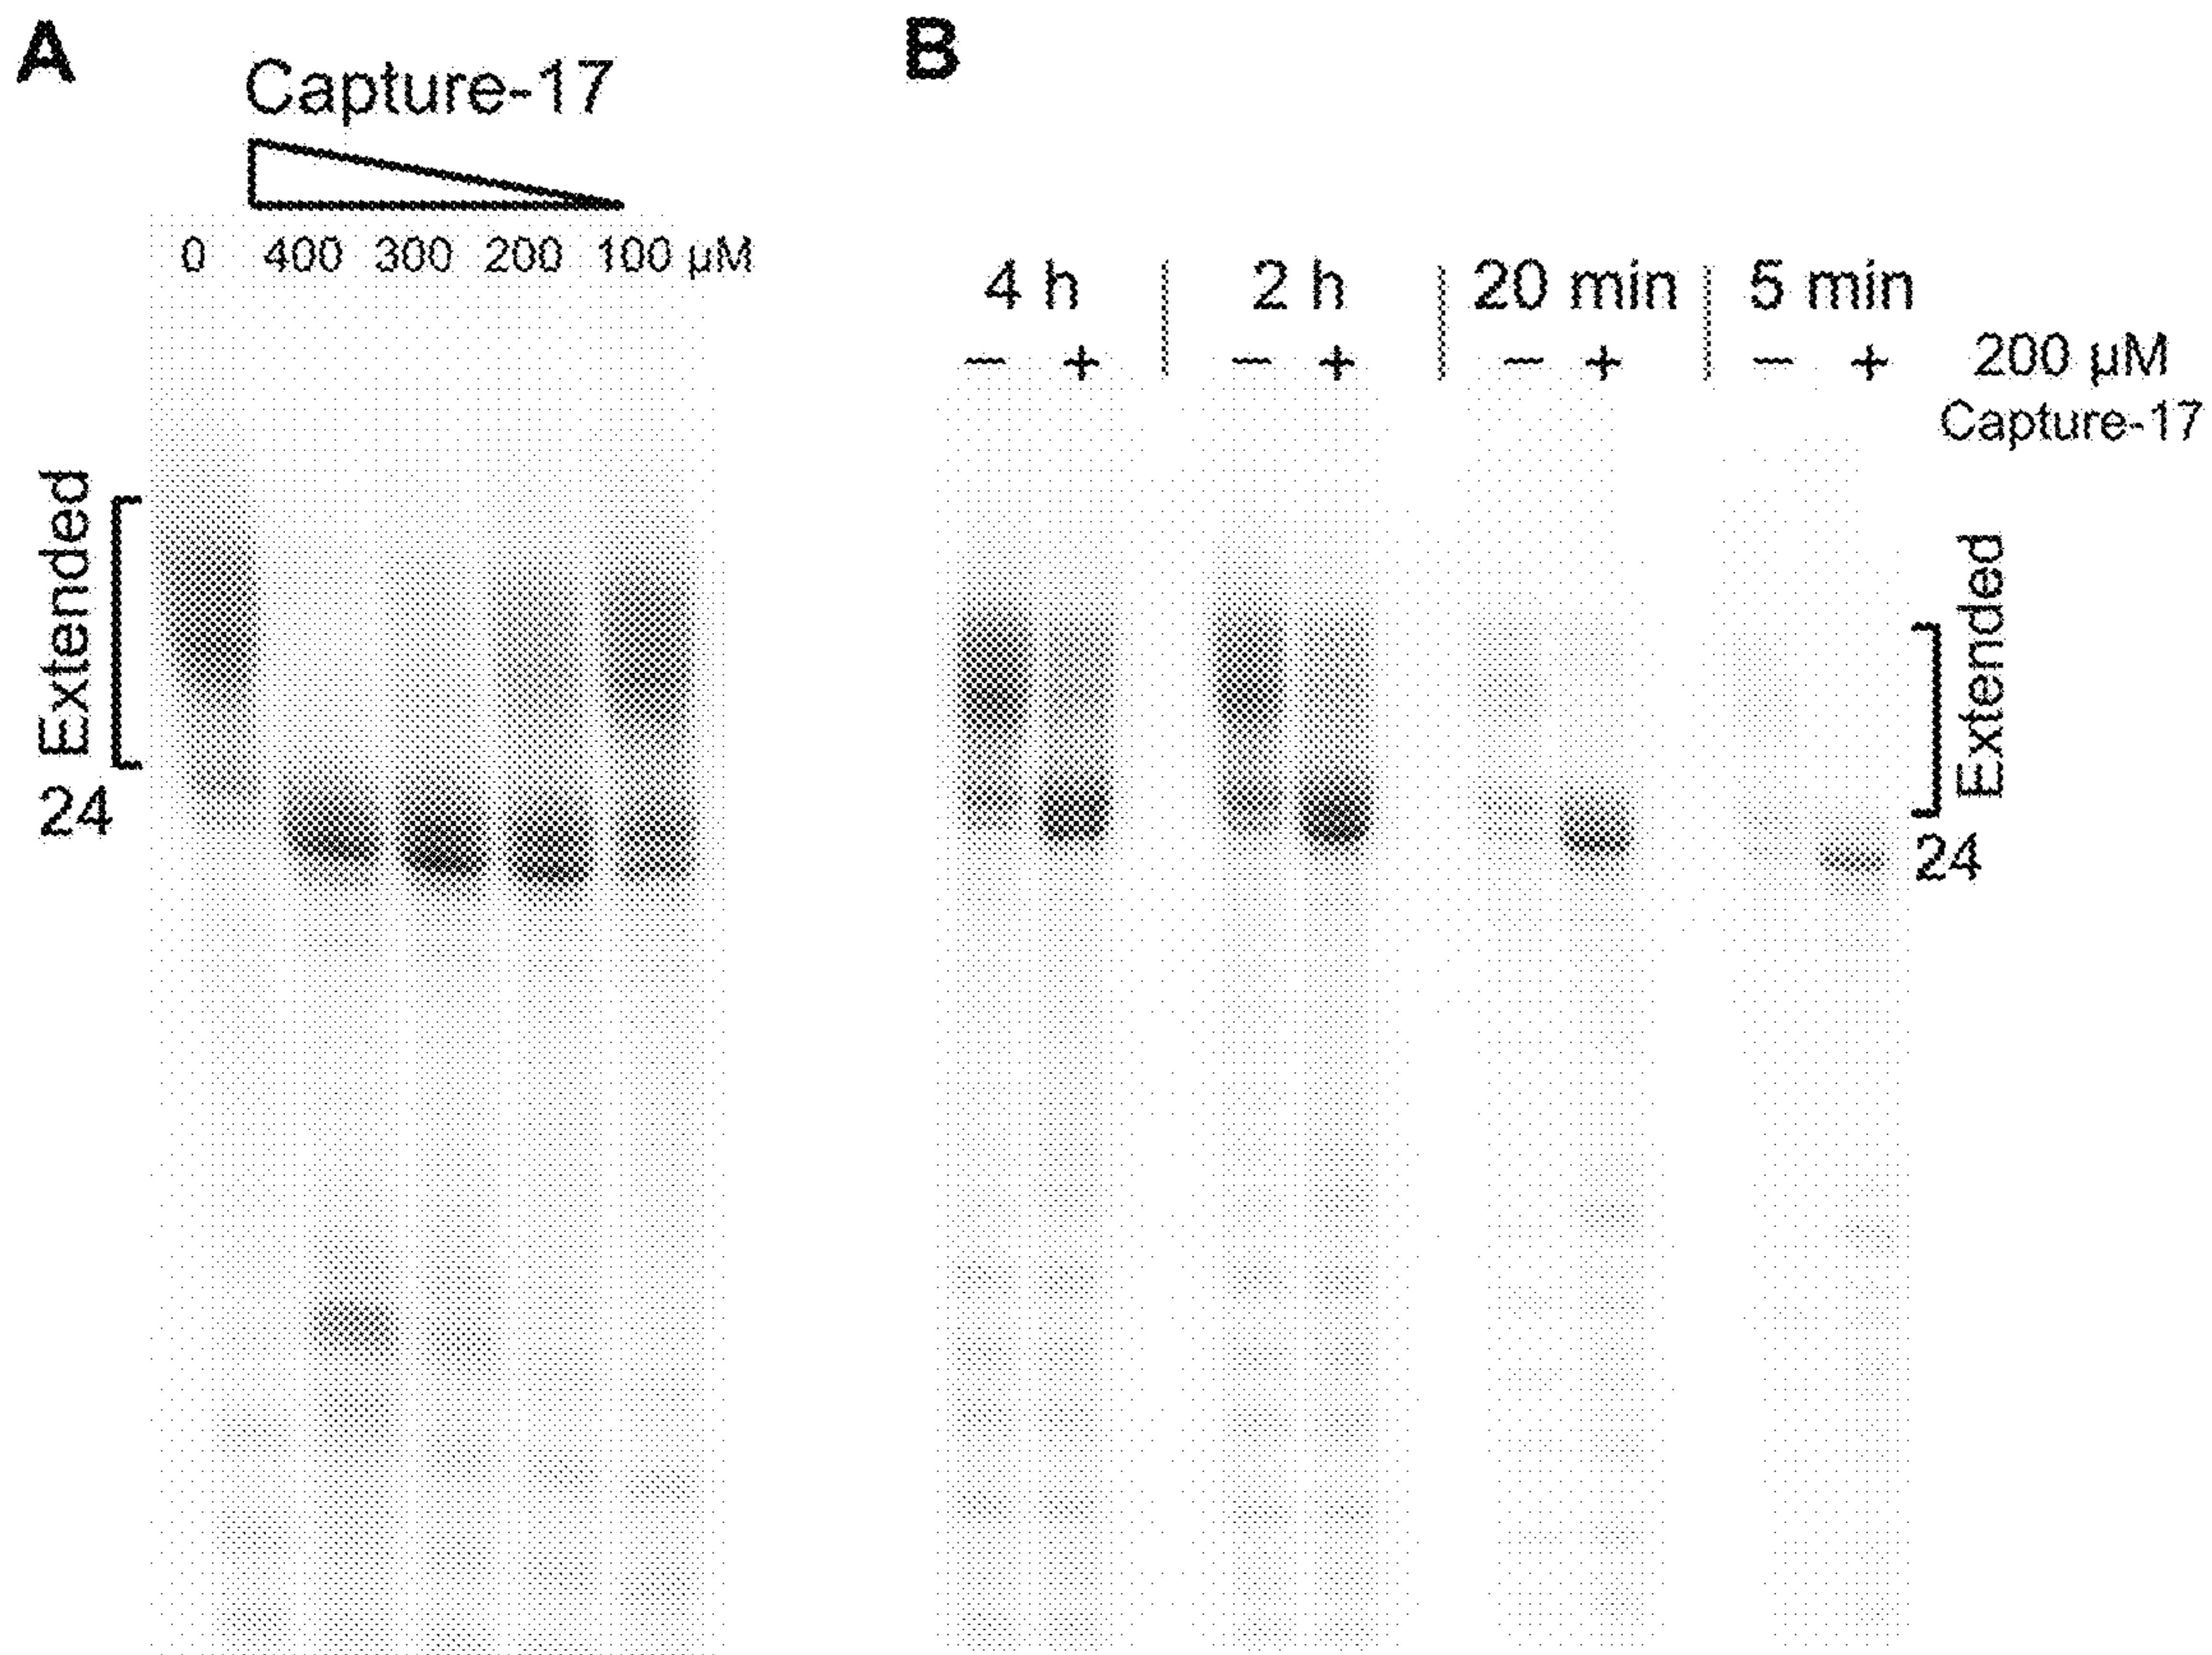 A
Capture-17
0 400 300 200 100 µM
Extended
24
B
4 h 2 h 20 min 5 min
– + – + – + – +
200 µM
Capture-17
Extended
24